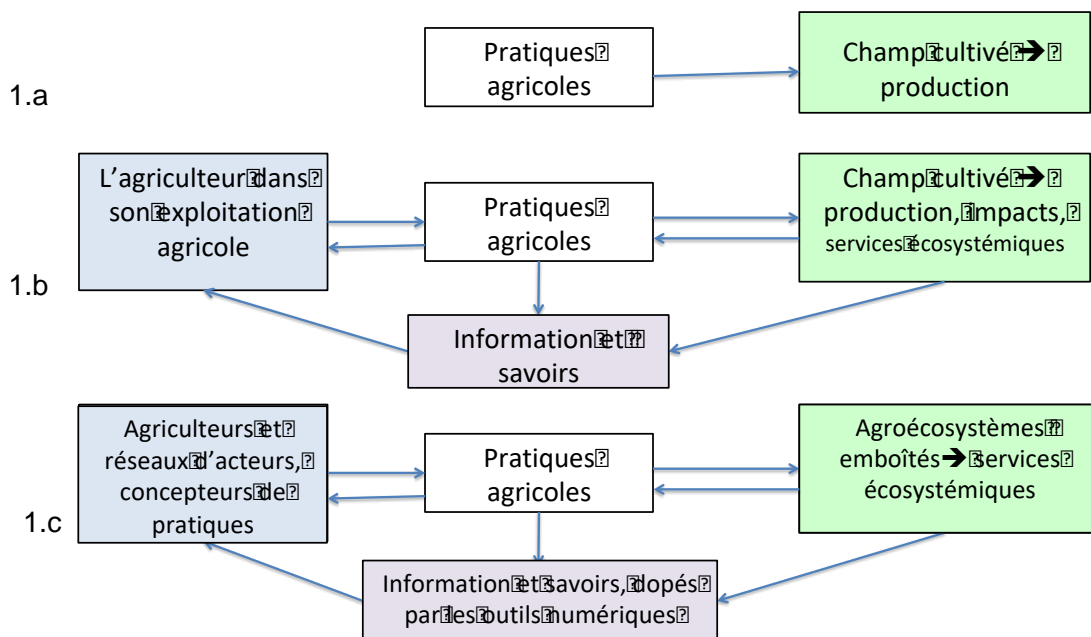 1.a
Pratiques
agricoles
Champ cultivé ➔
production
1.b
L'agriculteur dans
son exploitation
agricole
Pratiques
agricoles
Champ cultivé ➔
production, impacts,
services écosystémiques
Information et
savoirs
1.c
Agriculteurs et
réseaux d'acteurs,
concepteurs de
pratiques
Pratiques
agricoles
Agroécosystèmes
emboîtés ➔ services
écosystémiques
Information et savoirs, dopés
par les outils numériques